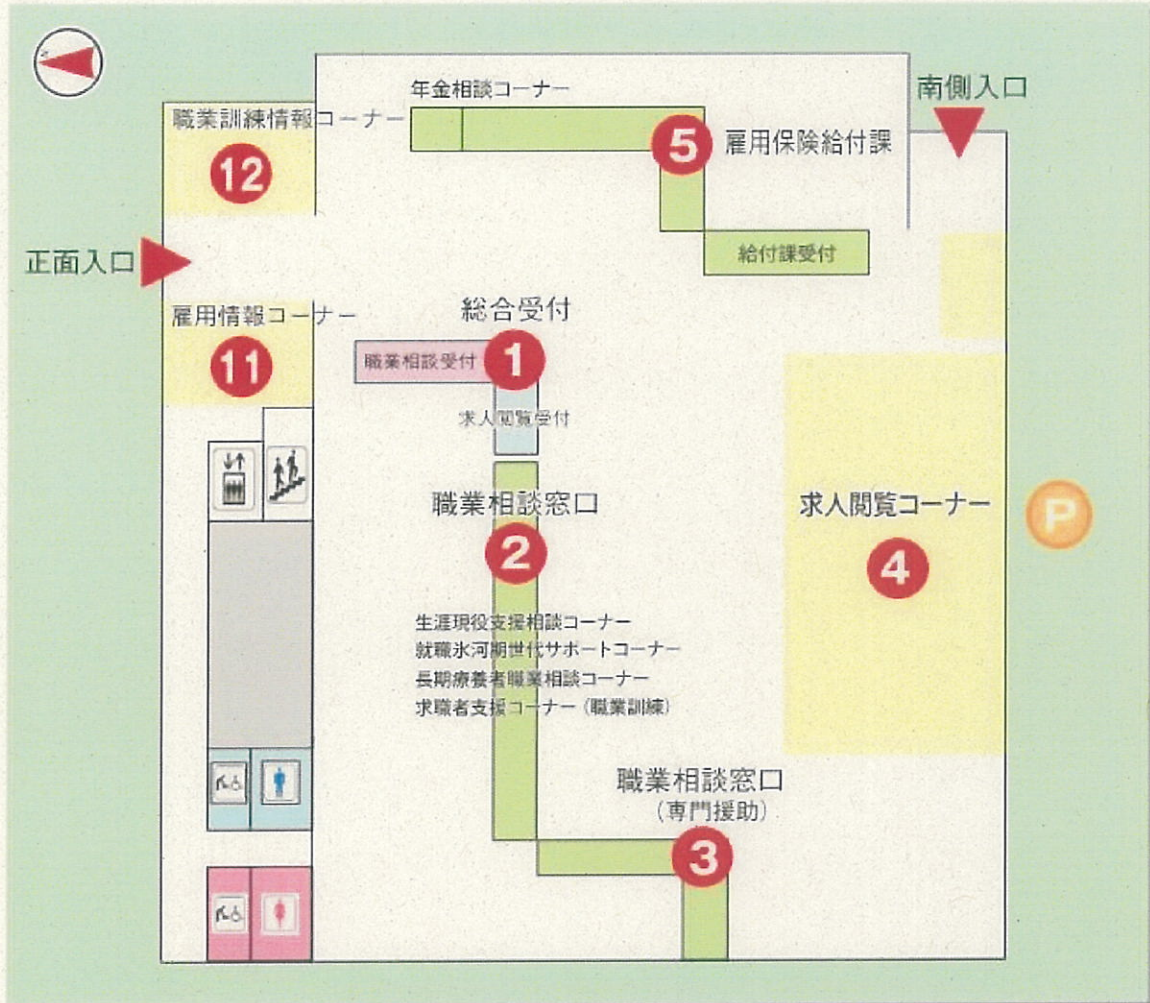 N
年金相談コーナー
南側入口
職業訓練情報コーナー
12
5
雇用保険給付課
正面入口
給付課受付
雇用情報コーナー
総合受付
11
職業相談受付
1
求人閲覧受付
職業相談窓口
2
求人閲覧コーナー
P
4
生涯現役支援相談コーナー
就職氷河期世代サポートコーナー
長期療養者職業相談コーナー
求職者支援コーナー（職業訓練）
職業相談窓口
（専門援助）
3